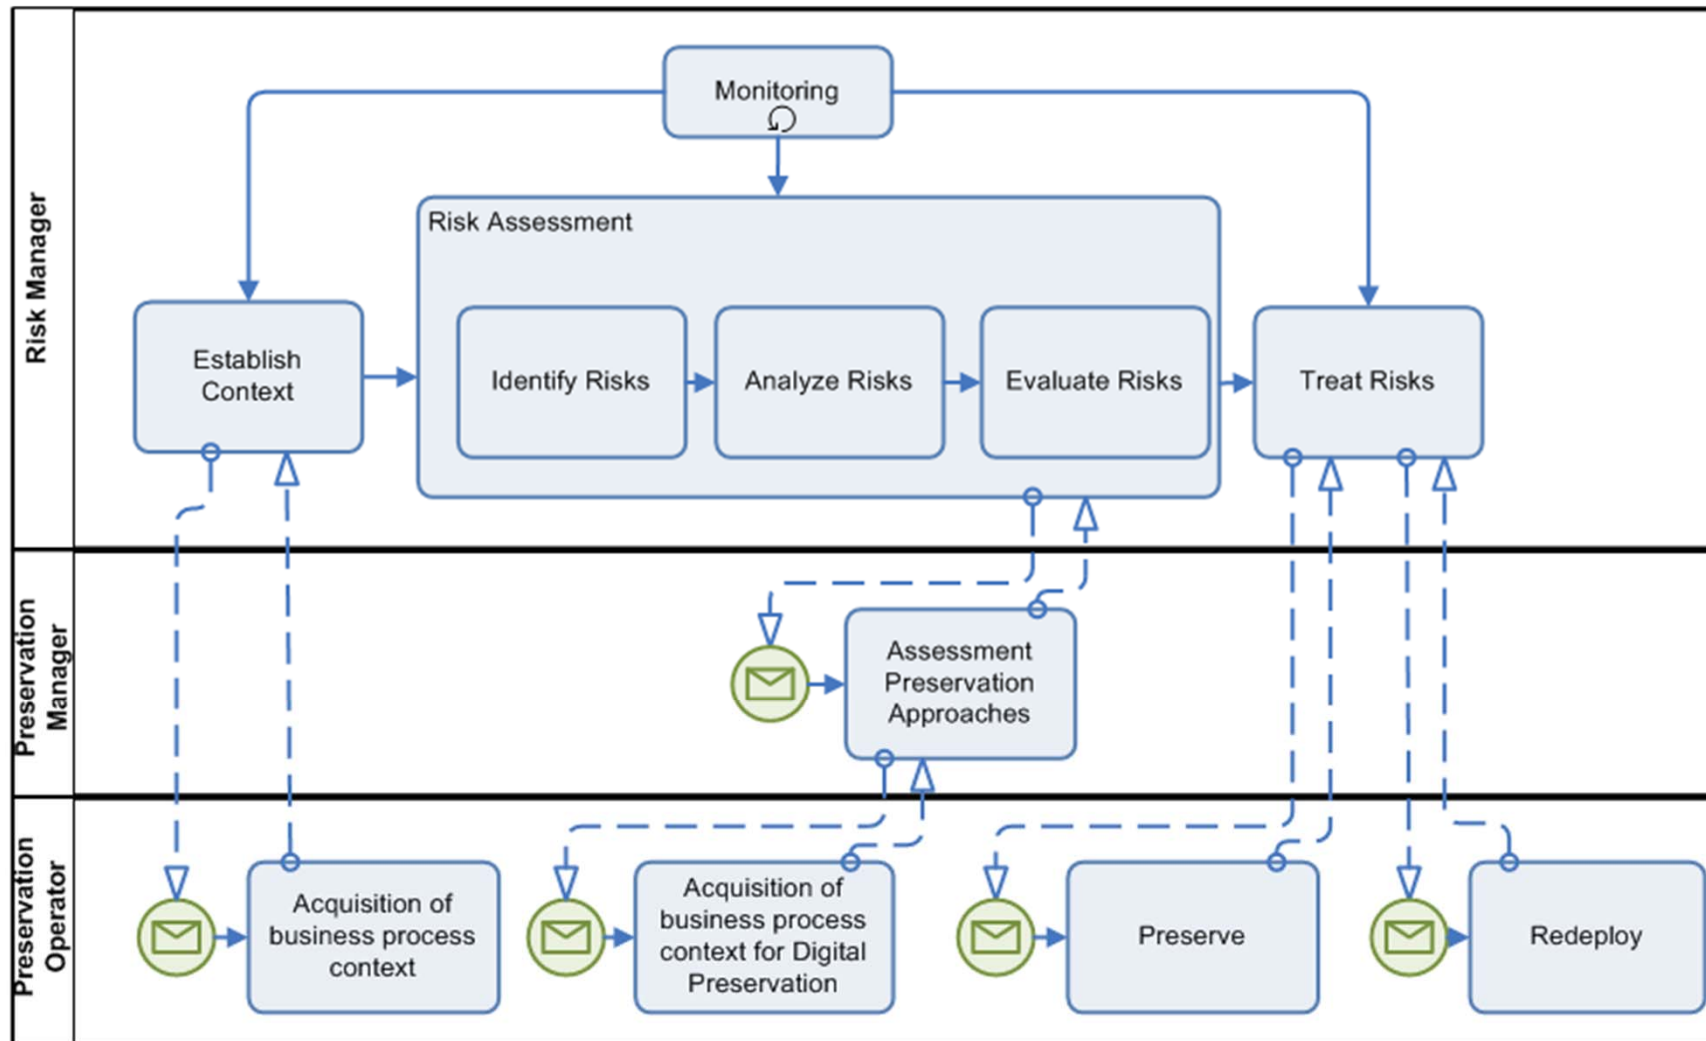 Risk Manager
Monitoring
Risk Assessment
Establish
Context
Identify Risks
Analyze Risks
Evaluate Risks
Treat Risks
Preservation
Manager
Assessment
Preservation
Approaches
Preservation
Operator
Acquisition of
business process
context
Acquisition of
business process
context for Digital
Preservation
Preserve
Redeploy